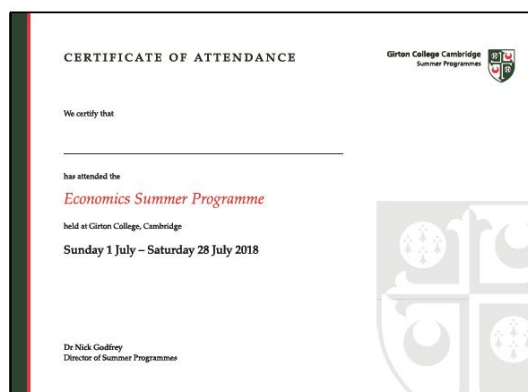 CERTIFICATE OF ATTENDANCE
Girton College Cambridge
Summer Programmes
We certify that
has attended the
Economics Summer Programme
held at Girton College, Cambridge
Sunday 1 July – Saturday 28 July 2018
Dr Nick Godfrey
Director of Summer Programmes